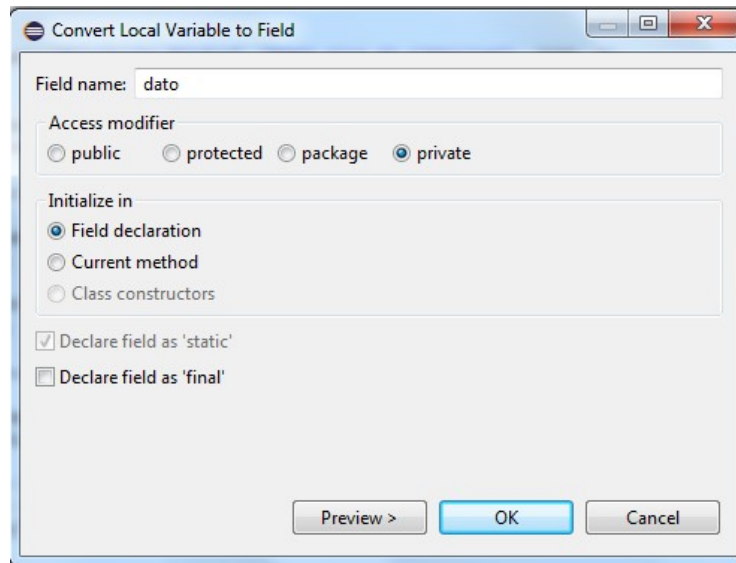 Convert Local Variable to Field
Field name: dato
Access modifier
public protected package private
Initialize in
Field declaration
Current method
Class constructors
Declare field as 'static'
Declare field as 'final'
Preview > OK Cancel